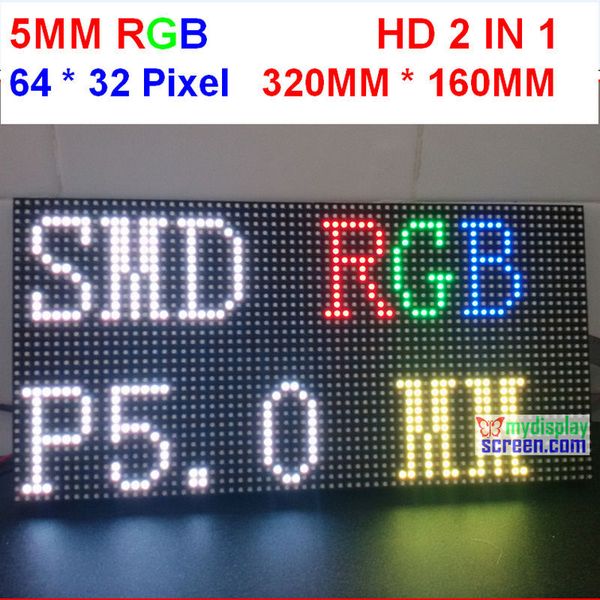 5MM RGB HD 2 IN 1
64 * 32 Pixel 320MM * 160MM
SMD RGB
P5.0 MM
mydisplay
screen.com